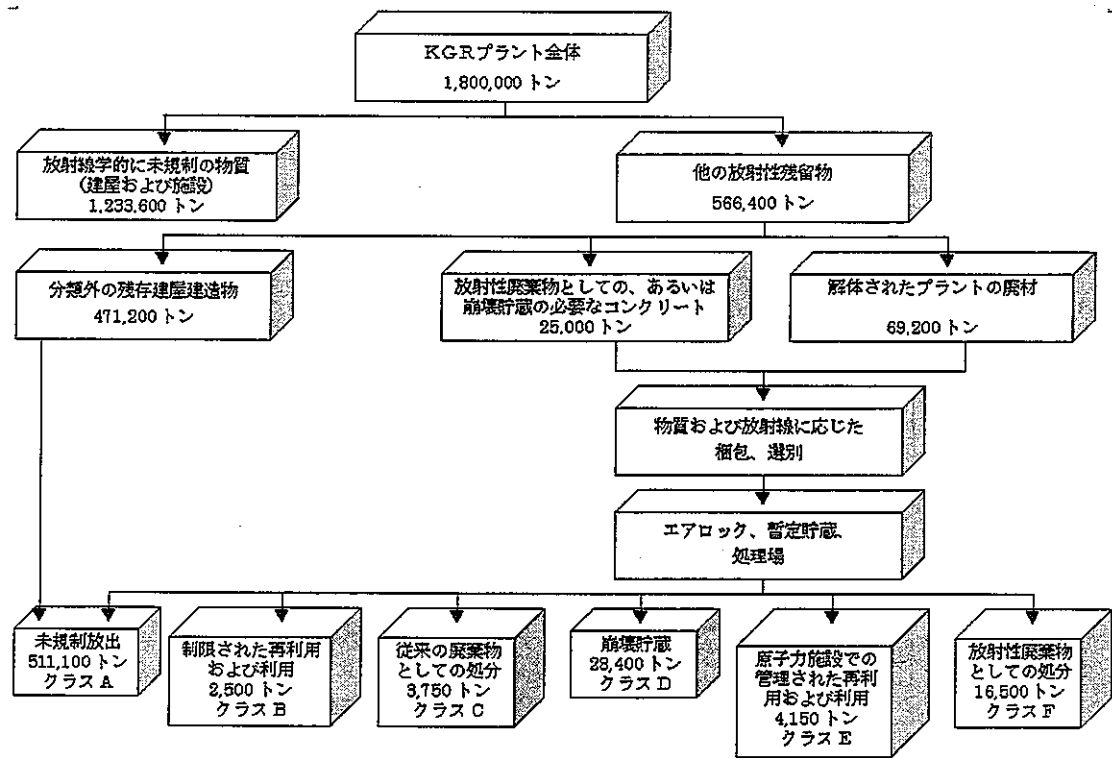 KGRプラント全体
1,800,000 トン
放射線学的に未規制の物質
(建屋および施設)
1,233,600 トン
他の放射性残留物
566,400 トン
分類外の残存建屋建造物
471,200 トン
放射性廃棄物としての、あるいは
崩壊貯蔵の必要なコンクリート
25,000 トン
解体されたプラントの廃材
69,200 トン
物質および放射線に応じた
梱包、選別
エアロック、暫定貯蔵、
処理場
未規制放出
511,100 トン
クラス A
制限された再利用
および利用
2,500 トン
クラス B
従来の廃棄物
としての処分
3,750 トン
クラス C
崩壊貯蔵
28,400 トン
クラス D
原子力施設での
管理された再利
用および利用
4,150 トン
クラス E
放射性廃棄物
としての処分
16,500 トン
クラス F